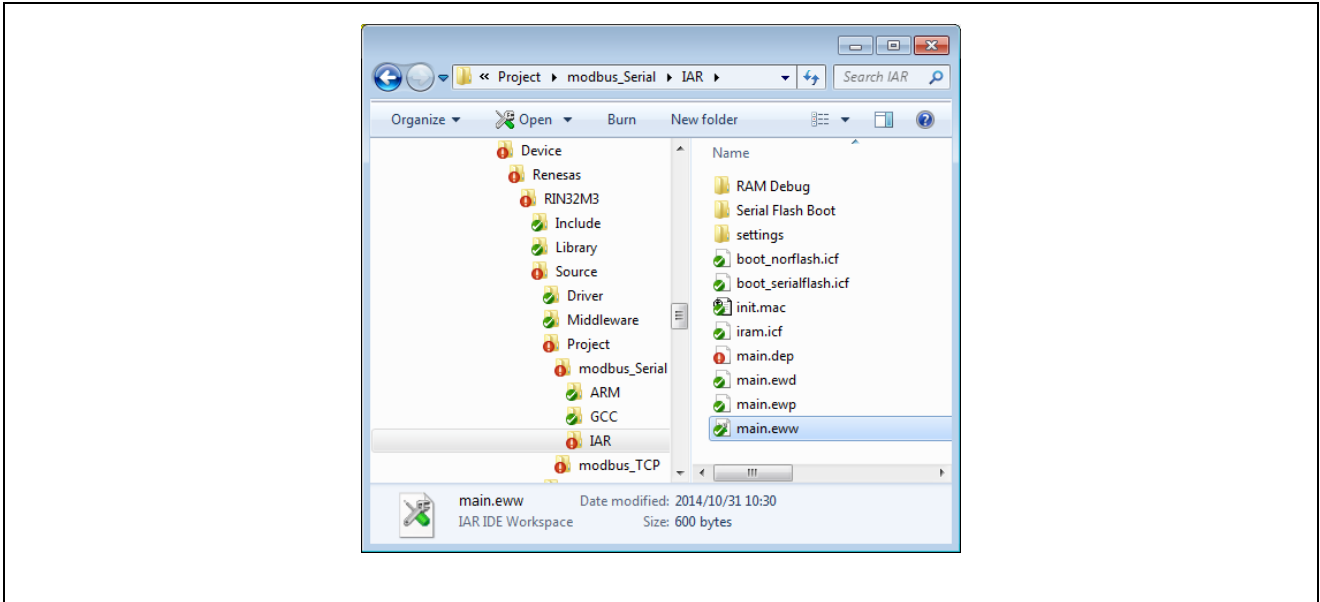 « Project ▸ modbus_Serial ▸ IAR ▸
Search IAR
Organize ▾ Open ▾ Burn New folder
Device
Renesas
RIN32M3
Include
Library
Source
Driver
Middleware
Project
modbus_Serial
ARM
GCC
IAR
modbus_TCP
Name
RAM Debug
Serial Flash Boot
settings
boot_norflash.icf
boot_serialflash.icf
init.mac
iram.icf
main.dep
main.ewd
main.ewp
main.eww
main.eww Date modified: 2014/10/31 10:30
IAR IDE Workspace Size: 600 bytes